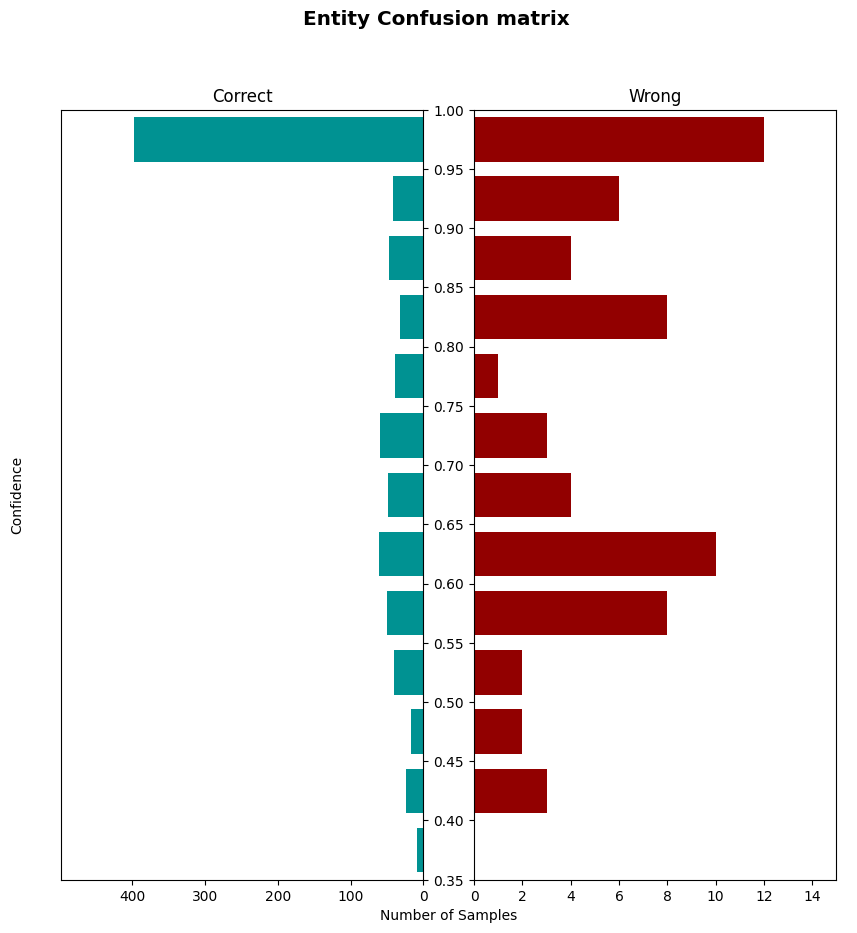 Entity Confusion matrix
Correct
Wrong
1.00
0.95
0.90
0.85
0.80
0.75
0.70
0.65
0.60
0.55
0.50
0.45
0.40
0.35
Confidence
400 300 200 100 0
0 2 4 6 8 10 12 14
Number of Samples